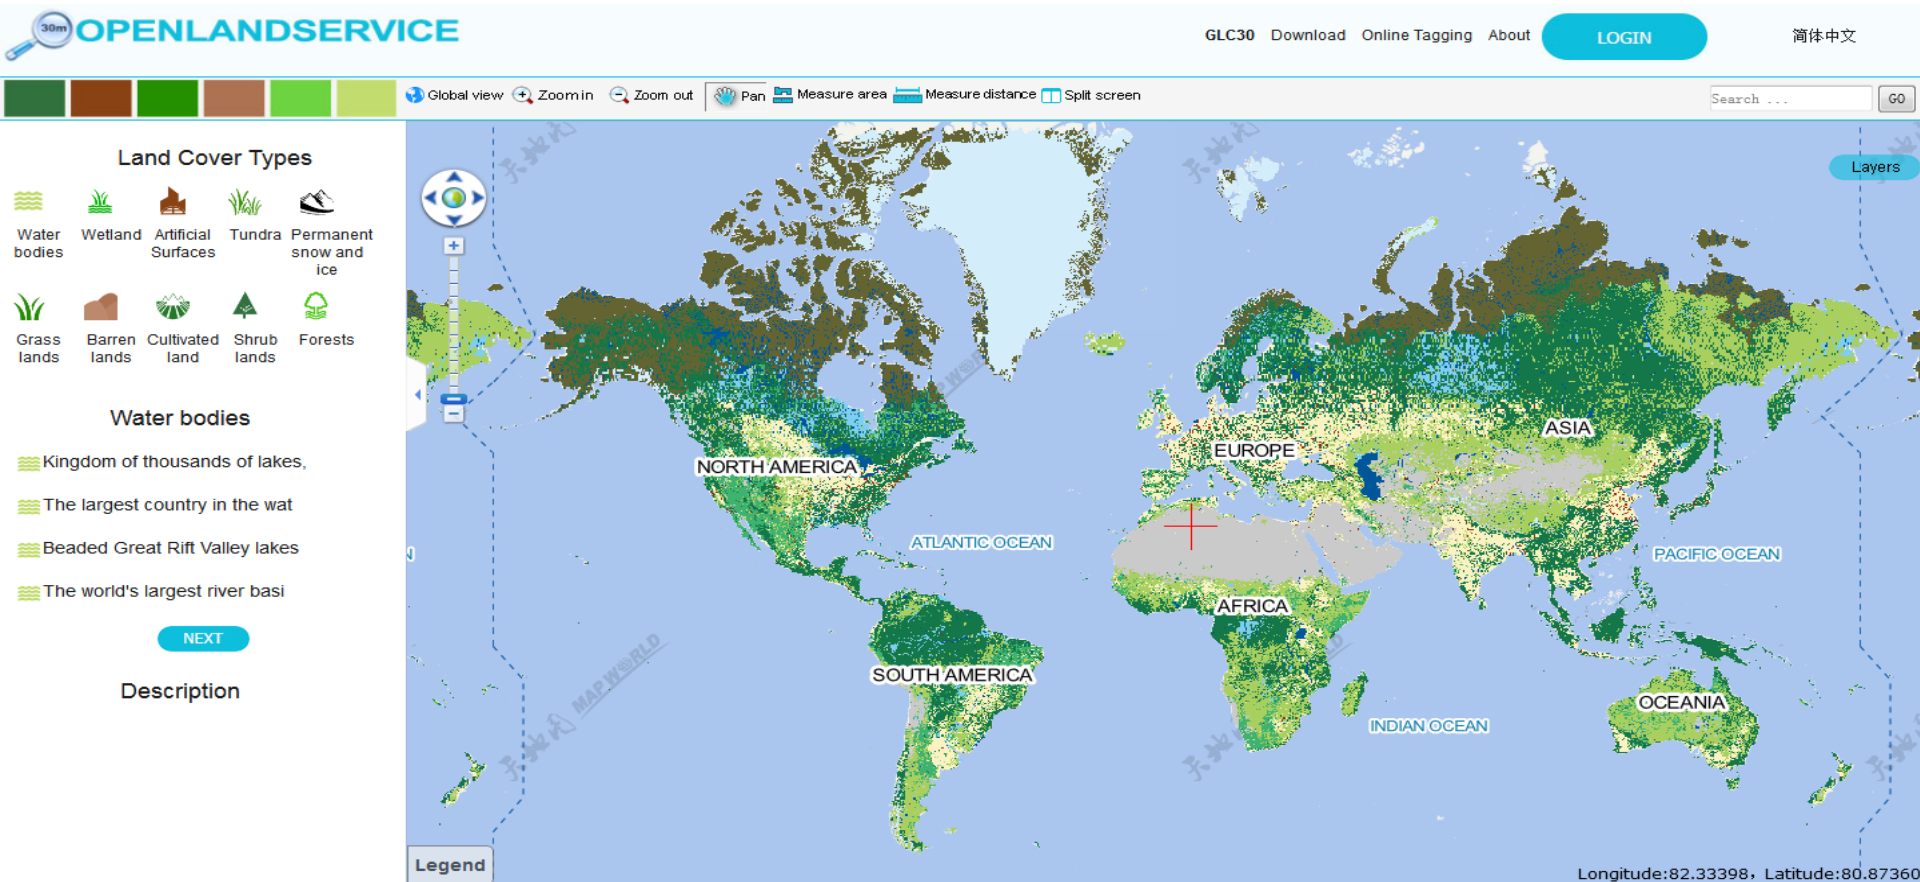 30m OPENLANDSERVICE
GLC30 Download Online Tagging About LOGIN 简体中文
Global view Zoom in Zoom out Pan Measure area Measure distance Split screen
Search ... GO
Layers
Land Cover Types
Water bodies
Wetland
Artificial Surfaces
Tundra
Permanent snow and ice
Grass lands
Barren lands
Cultivated land
Shrub lands
Forests
Water bodies
Kingdom of thousands of lakes,
The largest country in the wat
Beaded Great Rift Valley lakes
The world's largest river basi
NEXT
Description
NORTH AMERICA
EUROPE
ASIA
ATLANTIC OCEAN
PACIFIC OCEAN
AFRICA
SOUTH AMERICA
OCEANIA
INDIAN OCEAN
MAP WORLD
Legend
Longitude:82.33398, Latitude:80.87360